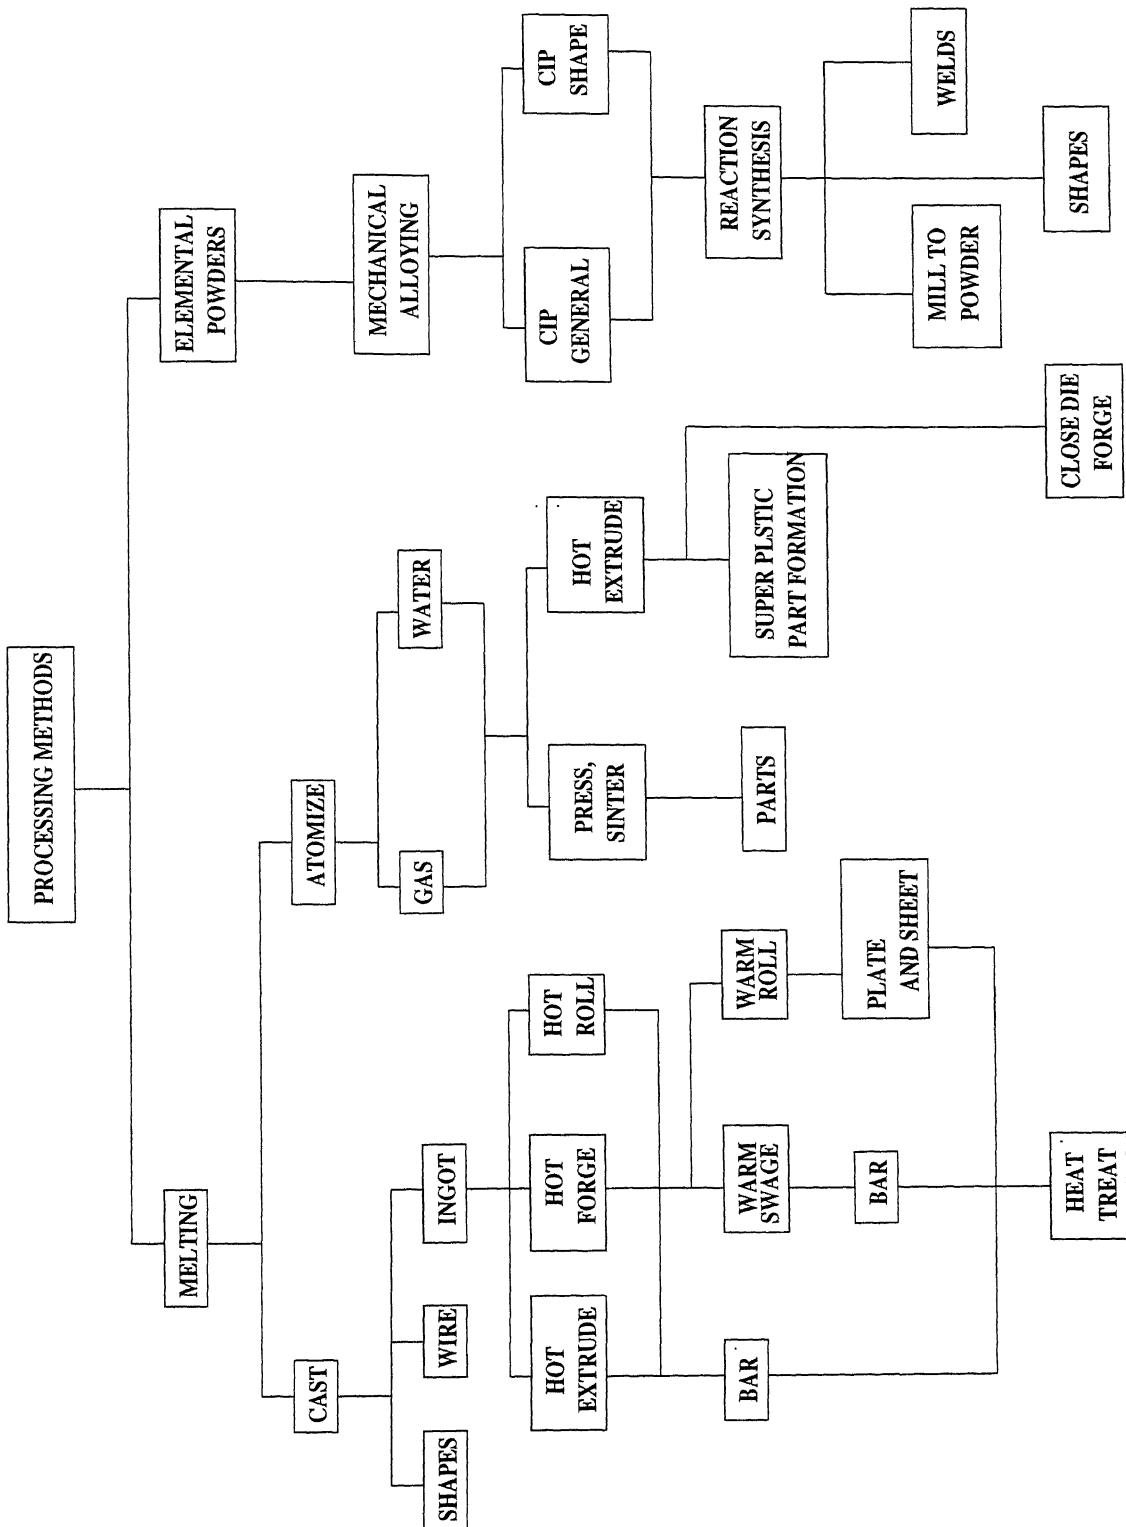 PROCESSING METHODS
MELTING
ELEMENTAL
POWDERS
CAST
ATOMIZE
MECHANICAL
ALLOYING
SHAPES
WIRE
INGOT
GAS
WATER
HOT
EXTRUDE
HOT
FORGE
HOT
ROLL
PRESS,
SINTER
HOT
EXTRUDE
CIP
GENERAL
CIP
SHAPE
BAR
WARM
SWAGE
WARM
ROLL
PARTS
SUPER PLSTIC
PART FORMATION
REACTION
SYNTHESIS
BAR
PLATE
AND SHEET
MILL TO
POWDER
WELDS
HEAT
TREAT
CLOSE DIE
FORGE
SHAPES